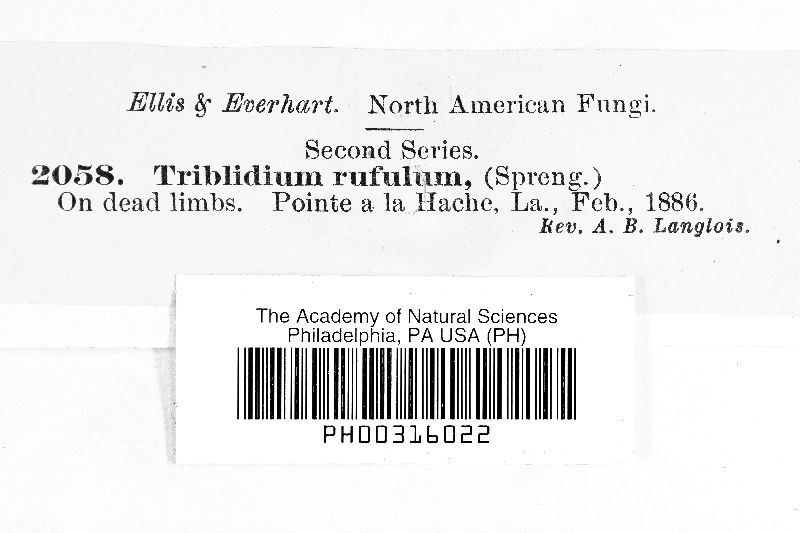 Ellis & Everhart. North American Fungi.
Second Series.
2058. Triblidium rufulum, (Spreng.)
On dead limbs. Pointe a la Hache, La., Feb., 1886.
Rev. A. B. Langlois.
The Academy of Natural Sciences
Philadelphia, PA USA (PH)
PH00316022